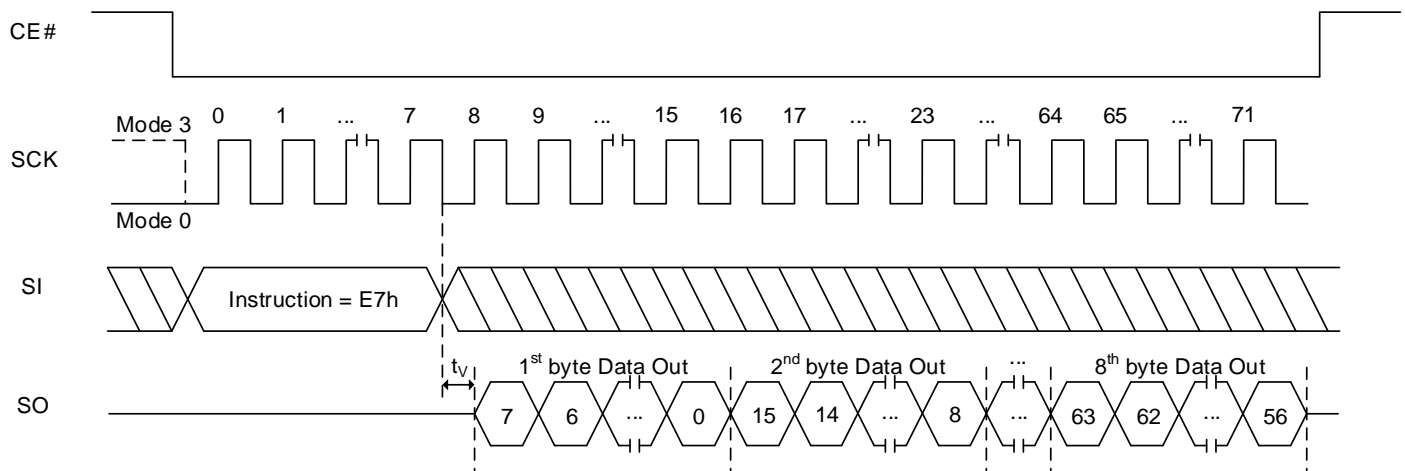 CE#
0 1 ... 7 8 9 ... 15 16 17 ... 23 ... 64 65 ... 71
Mode 3
SCK
Mode 0
SI
Instruction = E7h
tV 1st byte Data Out 2nd byte Data Out ... 8th byte Data Out
SO
7 6 ... 0 15 14 ... 8 ... 63 62 ... 56